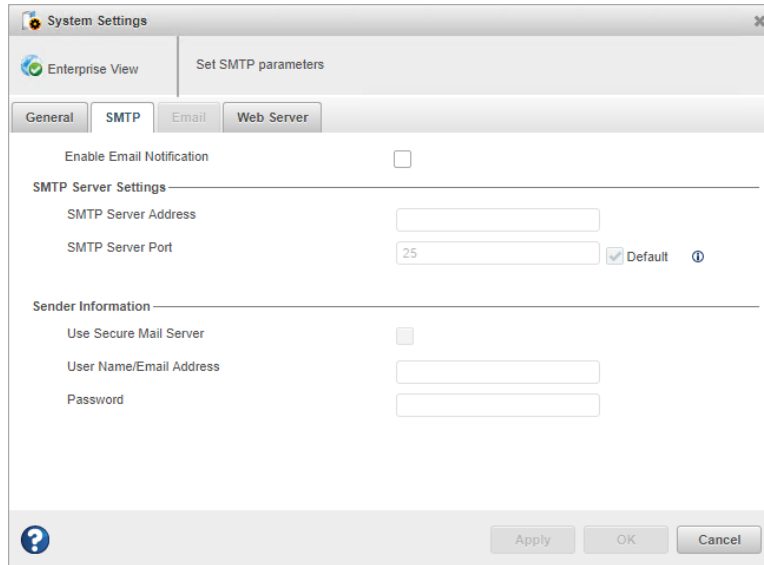 System Settings
Enterprise View
Set SMTP parameters
General SMTP Email Web Server
Enable Email Notification
SMTP Server Settings
SMTP Server Address
SMTP Server Port 25 Default
Sender Information
Use Secure Mail Server
User Name/Email Address
Password
Apply OK Cancel